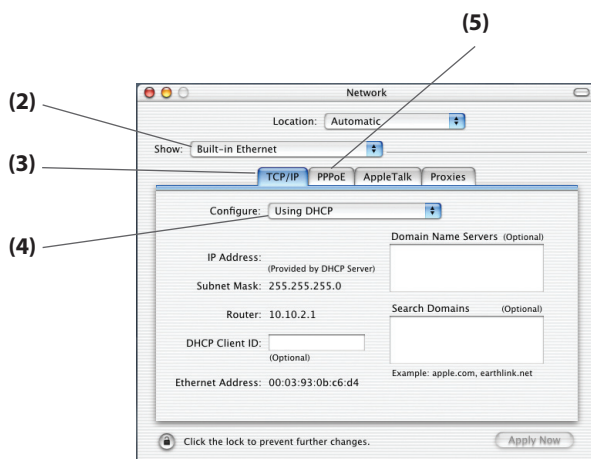 (5)
Network
(2)
Location: Automatic
Show: Built-in Ethernet
(3)
TCP/IP PPPoE AppleTalk Proxies
Configure: Using DHCP
(4)
Domain Name Servers (Optional)
IP Address:
(Provided by DHCP Server)
Subnet Mask: 255.255.255.0
Router: 10.10.2.1
Search Domains (Optional)
DHCP Client ID:
(Optional)
Example: apple.com, earthlink.net
Ethernet Address: 00:03:93:0b:c6:d4
Click the lock to prevent further changes.
Apply Now